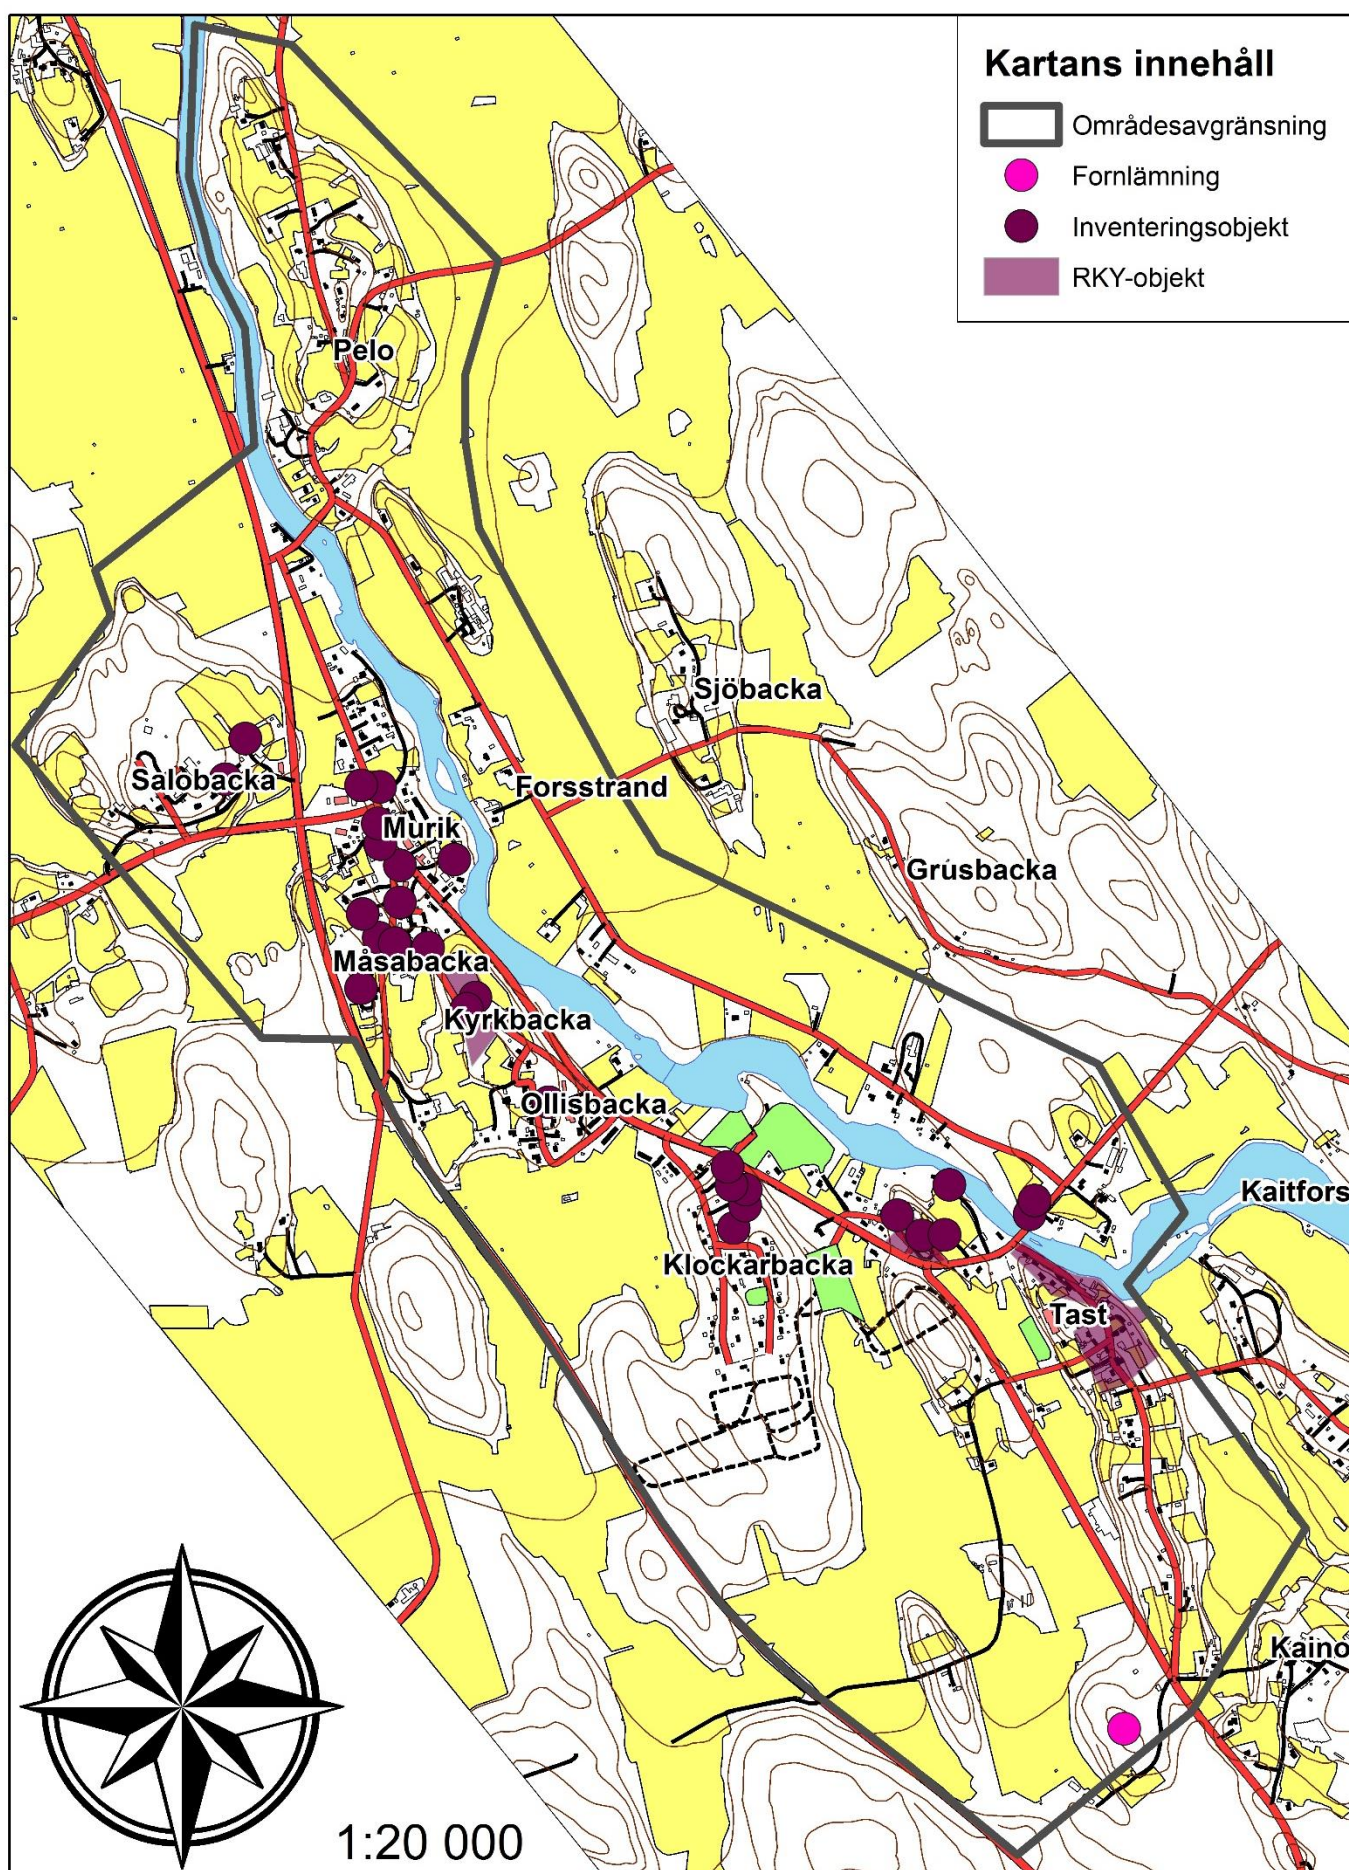 Kartans innehåll
Områdesavgränsning
Fornlämning
Inventeringsobjekt
RKY-objekt
Pelo
Sjöbacka
Salobacka
Forsstrand
Murik
Grusbacka
Måsabacka
Kyrkbacka
Ollisbacka
Kaitfors
Klockarbacka
Tast
Kaino
1:20 000